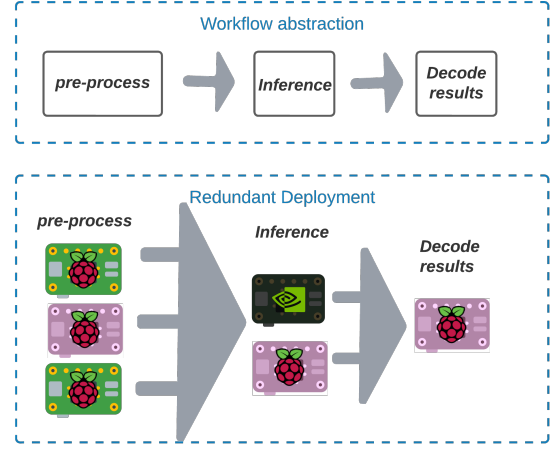 Workflow abstraction
pre-process
Inference
Decode
results
Redundant Deployment
pre-process
Inference
Decode
results